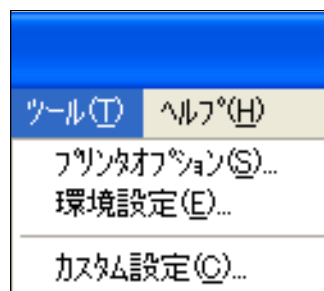 ツール(T) ヘルプ(H)
プリンタオプション(S)...
環境設定(E)...
カスタム設定(C)...